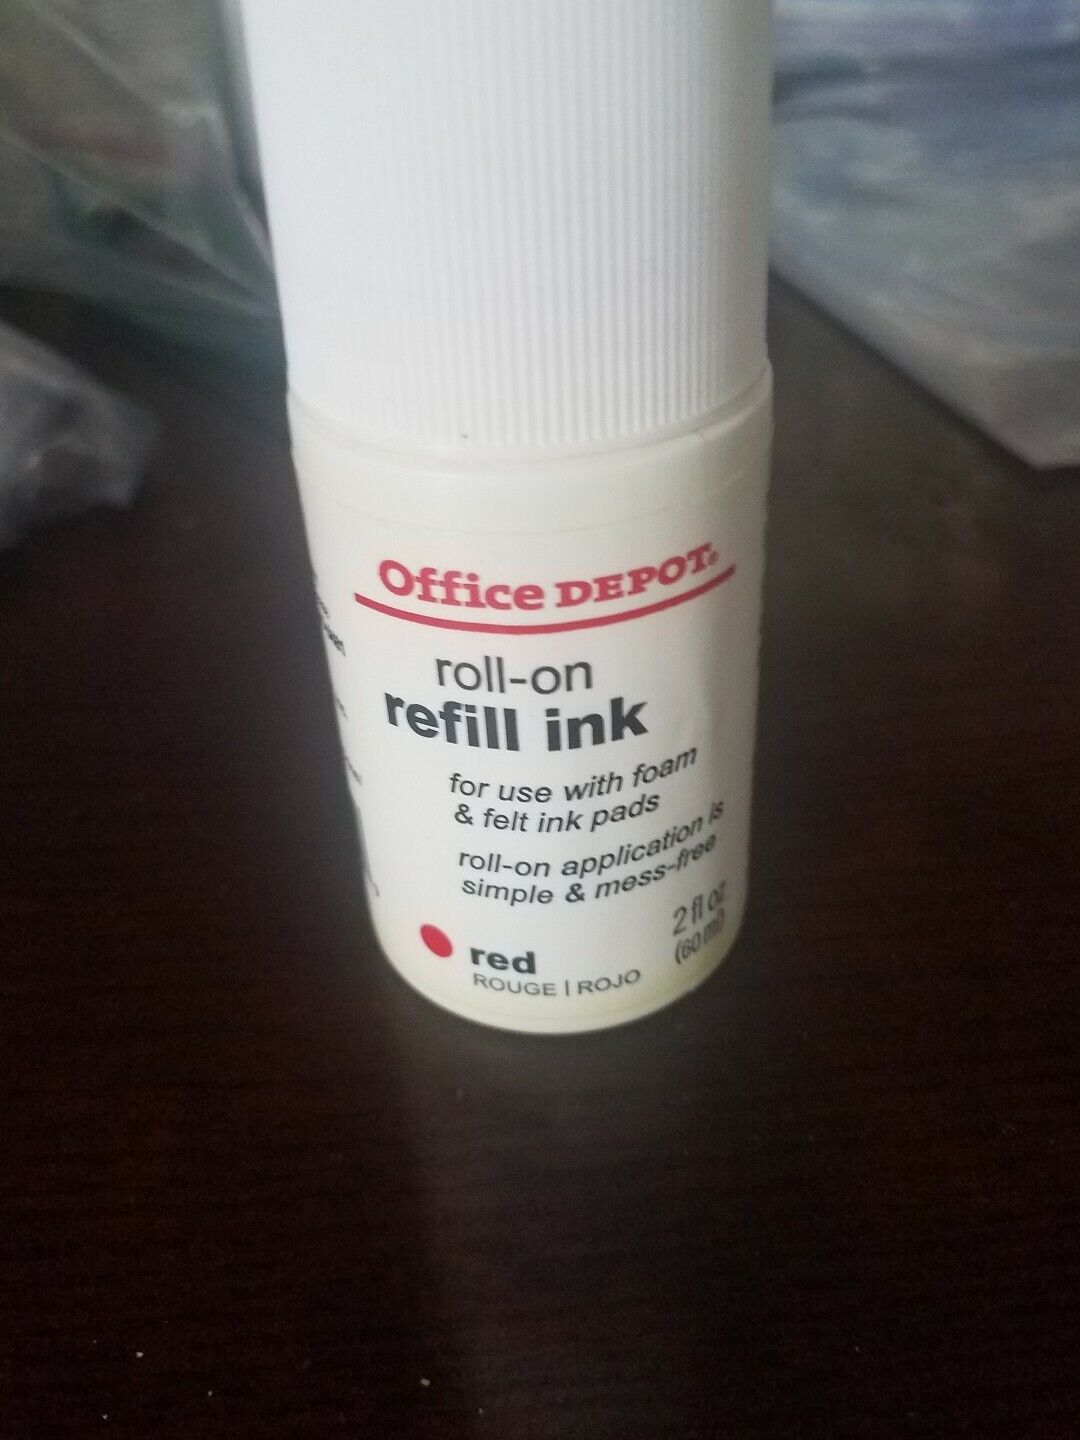 Office DEPOT®
roll-on
refill ink
for use with foam
& felt ink pads
roll-on application is
simple & mess-free
2 fl oz
(60 ml)
red
ROUGE | ROJO